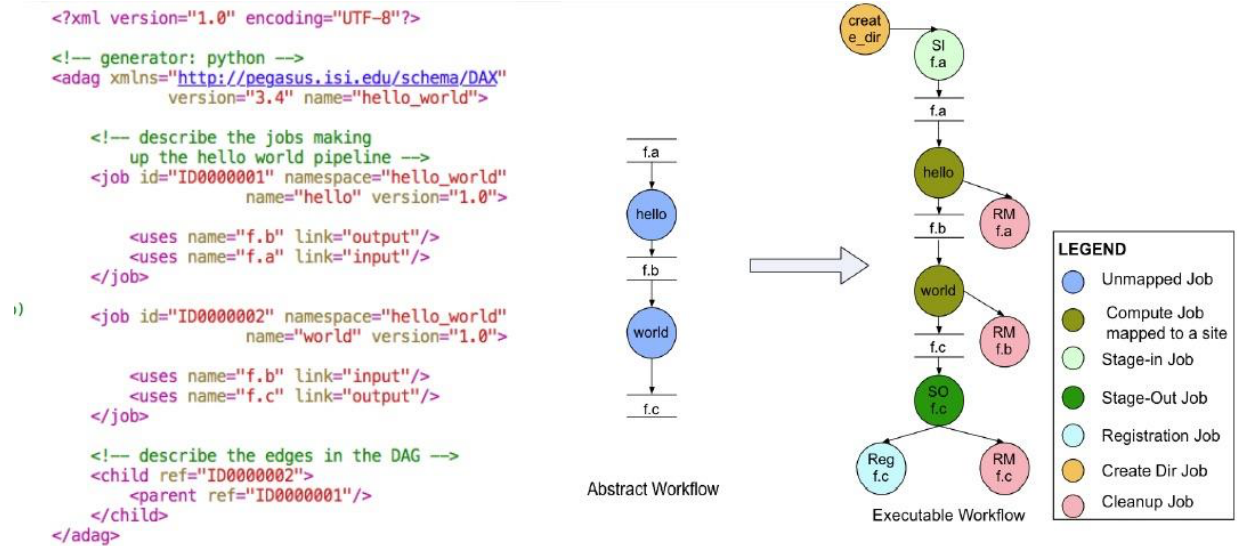 <?xml version="1.0" encoding="UTF-8"?>
<!-- generator: python -->
<adag xmlns="http://pegasus.isi.edu/schema/DAX"
version="3.4" name="hello_world">
<!-- describe the jobs making
up the hello world pipeline -->
<job id="ID0000001" namespace="hello_world"
name="hello" version="1.0">
<uses name="f.b" link="output"/>
<uses name="f.a" link="input"/>
</job>
<job id="ID0000002" namespace="hello_world"
name="world" version="1.0">
<uses name="f.b" link="input"/>
<uses name="f.c" link="output"/>
</job>
<!-- describe the edges in the DAG -->
<child ref="ID0000002">
<parent ref="ID0000001"/>
</child>
</adag>
f.a
hello
f.b
world
f.c
Abstract Workflow
creat
e_dir
SI
f.a
f.a
hello
RM
f.a
f.b
world
RM
f.b
f.c
SO
f.c
Reg
f.c
RM
f.c
Executable Workflow
LEGEND
Unmapped Job
Compute Job
mapped to a site
Stage-in Job
Stage-Out Job
Registration Job
Create Dir Job
Cleanup Job